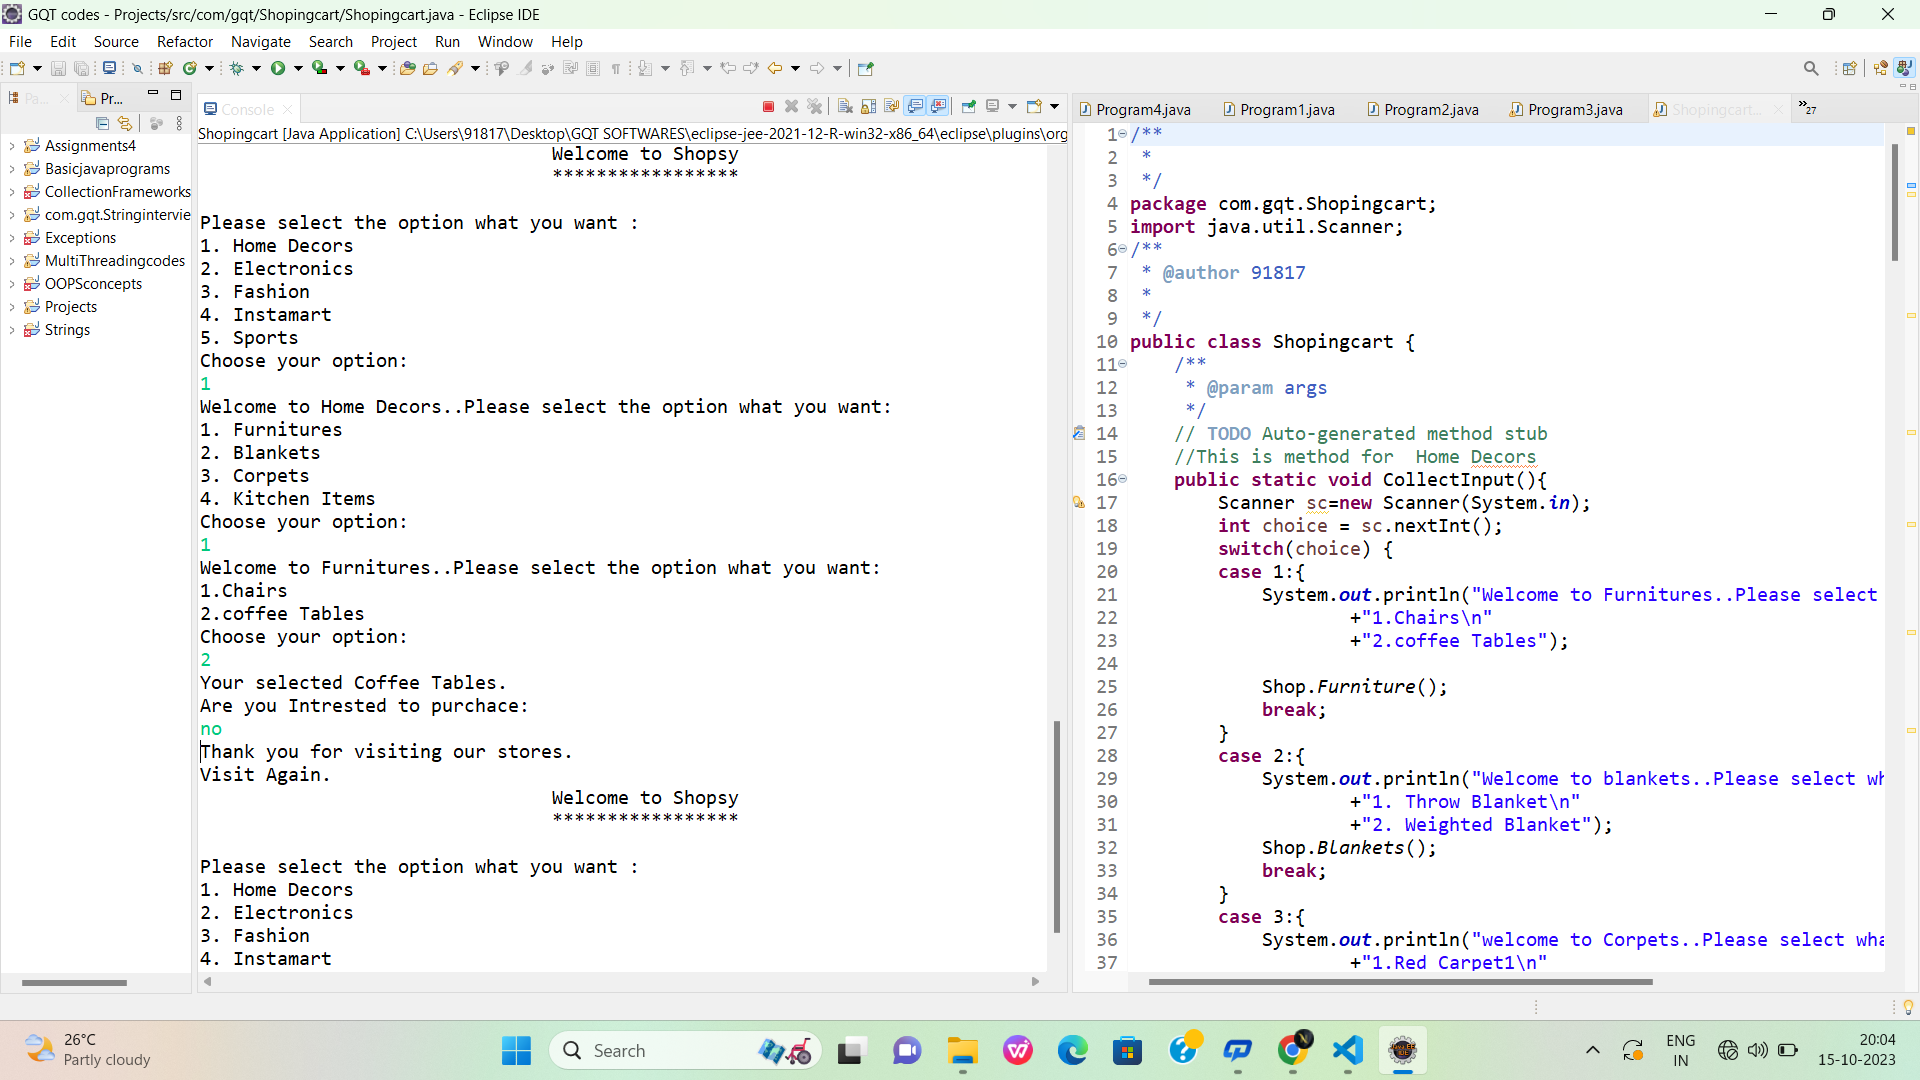 GQT codes - Projects/src/com/gqt/Shopingcart/Shopingcart.java - Eclipse IDE
File Edit Source Refactor Navigate Search Project Run Window Help
Pa... Pr...
Assignments4
Basicjavaprograms
CollectionFrameworks
com.gqt.Stringintervie
Exceptions
MultiThreadingcodes
OOPSconcepts
Projects
Strings
Console
Shopingcart [Java Application] C:\Users\91817\Desktop\GQT SOFTWARES\eclipse-jee-2021-12-R-win32-x86_64\eclipse\plugins\org
Welcome to Shopsy
*****************
Please select the option what you want :
1. Home Decors
2. Electronics
3. Fashion
4. Instamart
5. Sports
Choose your option:
1
Welcome to Home Decors..Please select the option what you want:
1. Furnitures
2. Blankets
3. Corpets
4. Kitchen Items
Choose your option:
1
Welcome to Furnitures..Please select the option what you want:
1.Chairs
2.coffee Tables
Choose your option:
2
Your selected Coffee Tables.
Are you Intrested to purchace:
no
Thank you for visiting our stores.
Visit Again.
Welcome to Shopsy
*****************
Please select the option what you want :
1. Home Decors
2. Electronics
3. Fashion
4. Instamart
Program4.java Program1.java Program2.java Program3.java Shopingcart... »27
1 /**
2 *
3 */
4 package com.gqt.Shopingcart;
5 import java.util.Scanner;
6 /**
7 * @author 91817
8 *
9 */
10 public class Shopingcart {
11 /**
12 * @param args
13 */
14 // TODO Auto-generated method stub
15 //This is method for  Home Decors
16 public static void CollectInput(){
17 Scanner sc=new Scanner(System.in);
18 int choice = sc.nextInt();
19 switch(choice) {
20 case 1:{
21 System.out.println("Welcome to Furnitures..Please select
22 +"1.Chairs\n"
23 +"2.coffee Tables");
24
25 Shop.Furniture();
26 break;
27 }
28 case 2:{
29 System.out.println("Welcome to blankets..Please select wh
30 +"1. Throw Blanket\n"
31 +"2. Weighted Blanket");
32 Shop.Blankets();
33 break;
34 }
35 case 3:{
36 System.out.println("welcome to Corpets..Please select wha
37 +"1.Red Carpet1\n"
26°C
Partly cloudy
Search
ENG
IN
20:04
15-10-2023